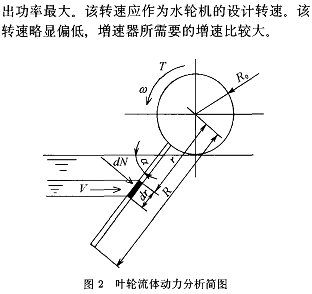 出功率最大。该转速应作为水轮机的设计转速。该
转速略显偏低，增速器所需要的增速比较大。
T
ω
R₀
dN
α
r
V
dr
R
图 2 叶轮流体动力分析简图